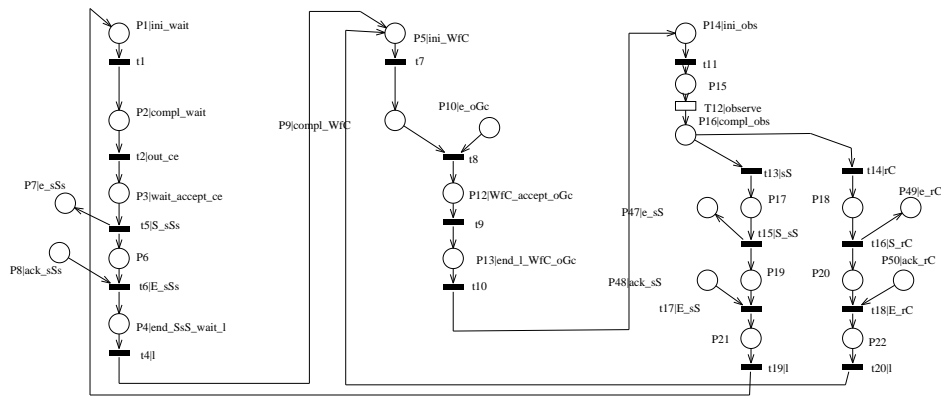 P1|ini_wait
t1
P2|compl_wait
t2|out_ce
P3|wait_accept_ce
P7|e_sSs
t5|S_sSs
P6
P8|ack_sSs
t6|E_sSs
P4|end_SsS_wait_l
t4|l
P5|ini_WfC
t7
P9|compl_WfC
P10|e_oGc
t8
P12|WfC_accept_oGc
t9
P13|end_l_WfC_oGc
t10
P14|ini_obs
t11
P15
T12|observe
P16|compl_obs
t13|sS
t14|rC
P17
P18
P47|e_sS
P49|e_rC
t15|S_sS
t16|S_rC
P19
P20
P48|ack_sS
P50|ack_rC
t17|E_sS
t18|E_rC
P21
P22
t19|l
t20|l